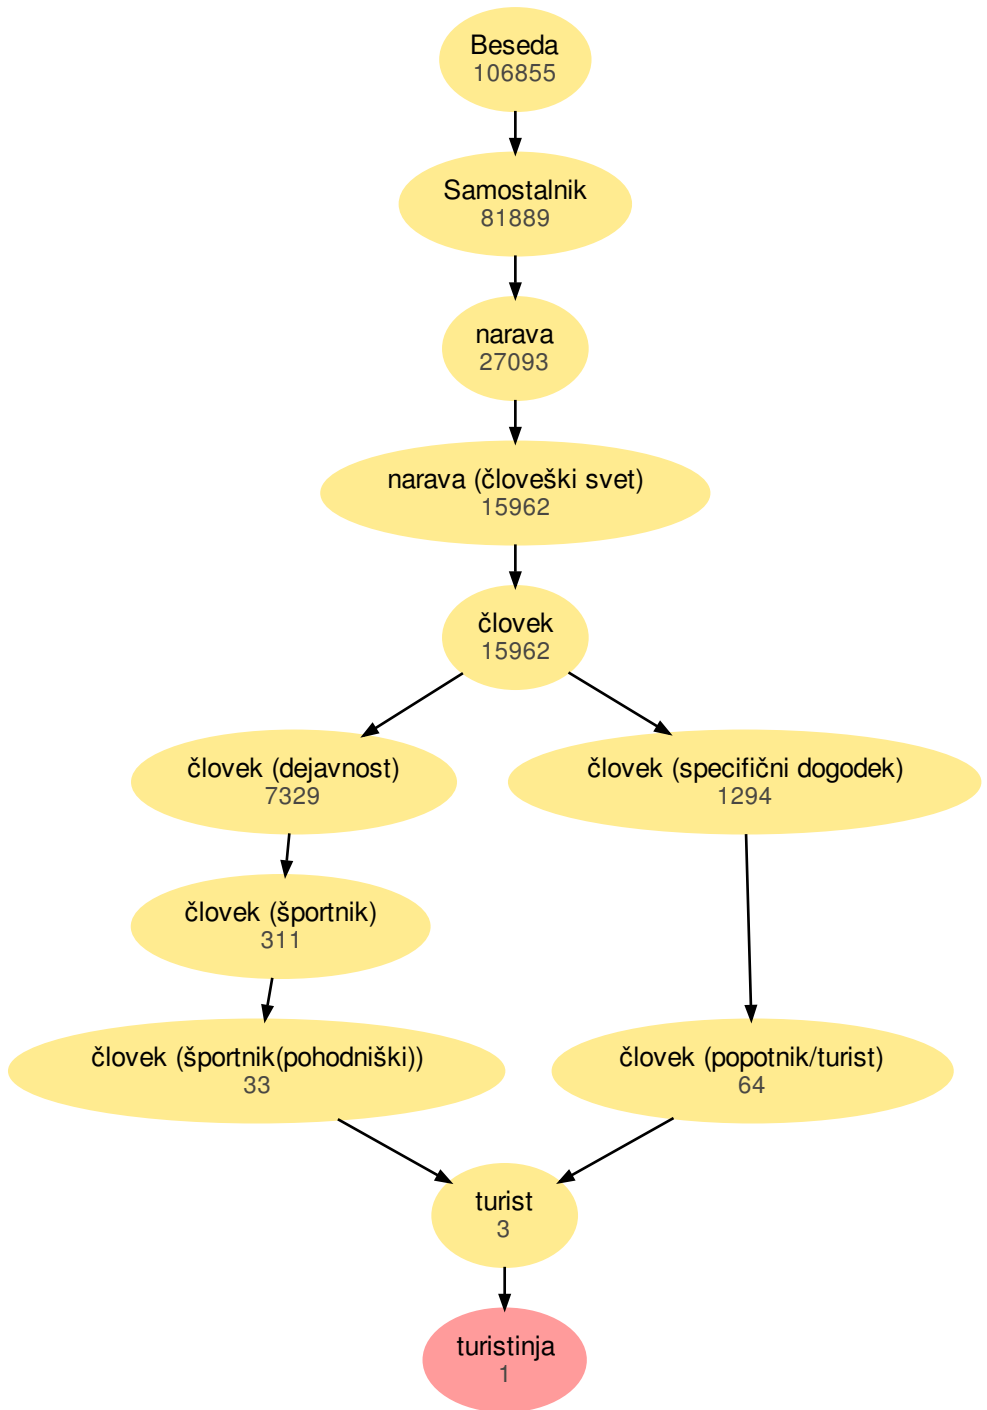 Beseda
106855
Samostalnik
81889
narava
27093
narava (človeški svet)
15962
človek
15962
človek (dejavnost)
7329
človek (specifični dogodek)
1294
človek (športnik)
311
človek (športnik(pohodniški))
33
človek (popotnik/turist)
64
turist
3
turistinja
1